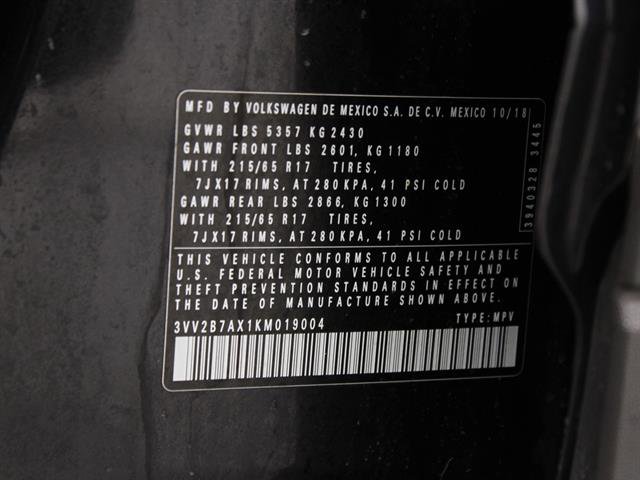 MFD BY VOLKSWAGEN DE MEXICO S.A. DE C.V. MEXICO 10/18
GVWR LBS 5357 KG 2430
GAWR FRONT LBS 2601, KG 1180
WITH 215/65 R17 TIRES,
7JX17 RIMS, AT 280 KPA, 41 PSI COLD
GAWR REAR LBS 2866, KG 1300
WITH 215/65 R17 TIRES,
7JX17 RIMS, AT 280 KPA, 41 PSI COLD
THIS VEHICLE CONFORMS TO ALL APPLICABLE
U.S. FEDERAL MOTOR VEHICLE SAFETY AND
THEFT PREVENTION STANDARDS IN EFFECT ON
THE DATE OF MANUFACTURE SHOWN ABOVE.
3VV2B7AX1KM019004 TYPE: MPV
3940328 3445